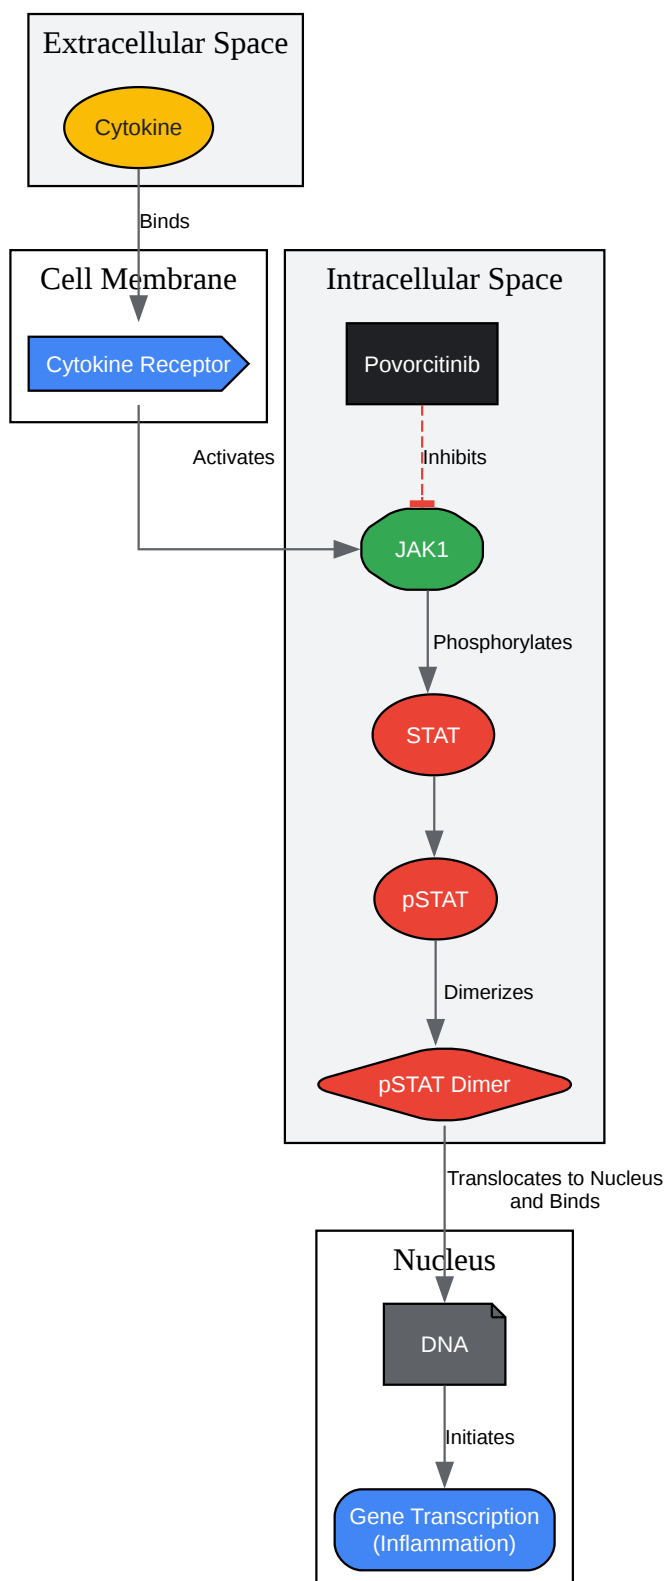 Extracellular Space
Cytokine
Binds
Cell Membrane
Cytokine Receptor
Activates
Intracellular Space
Povorcitinib
Inhibits
JAK1
Phosphorylates
STAT
pSTAT
Dimerizes
pSTAT Dimer
Translocates to Nucleus
and Binds
Nucleus
DNA
Initiates
Gene Transcription
(Inflammation)